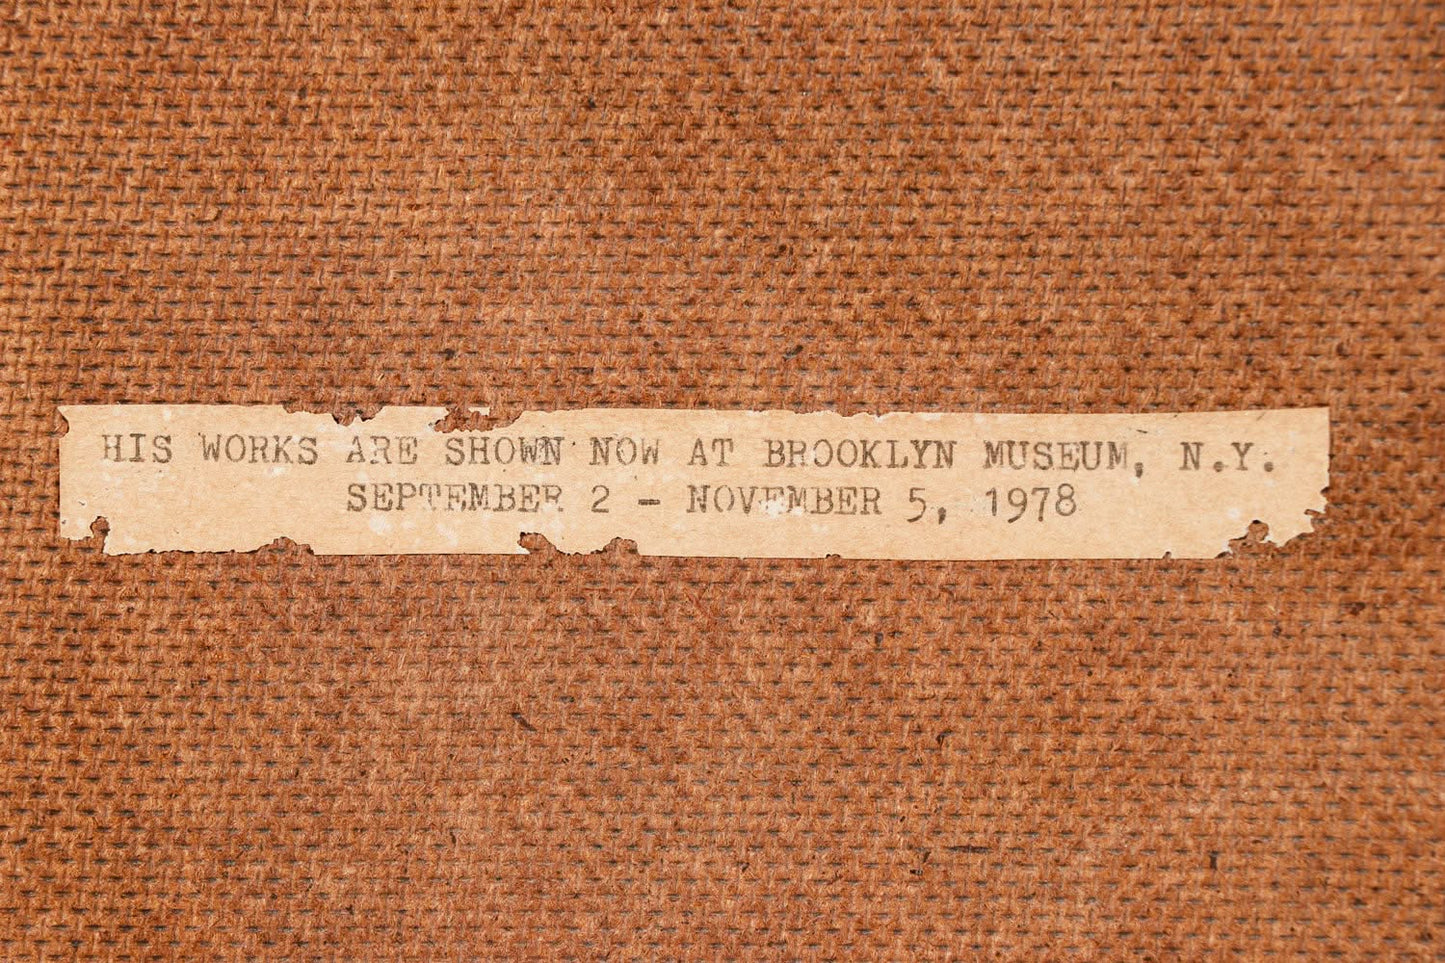 HIS WORKS ARE SHOWN NOW AT BROOKLYN MUSEUM, N.Y.
SEPTEMBER 2 - NOVEMBER 5, 1978